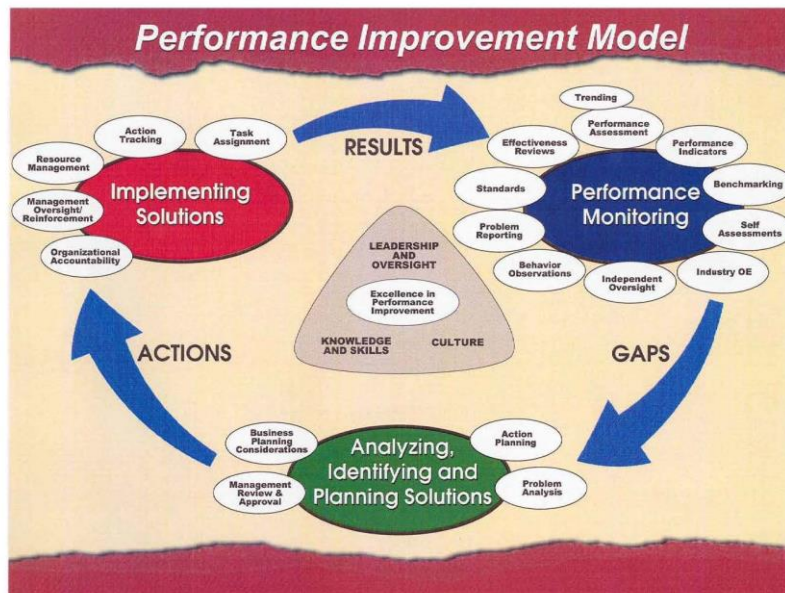 Performance Improvement Model
Action
Tracking
Task
Assignment
Resource
Management
Management
Oversight/
Reinforcement
Organizational
Accountability
Implementing
Solutions
RESULTS
Trending
Performance
Assessment
Effectiveness
Reviews
Performance
Indicators
Standards
Benchmarking
Problem
Reporting
Self
Assessments
Behavior
Observations
Independent
Oversight
Industry OE
Performance
Monitoring
LEADERSHIP
AND
OVERSIGHT
Excellence in
Performance
Improvement
KNOWLEDGE
AND SKILLS
CULTURE
ACTIONS
GAPS
Business
Planning
Considerations
Management
Review &
Approval
Analyzing,
Identifying and
Planning Solutions
Action
Planning
Problem
Analysis